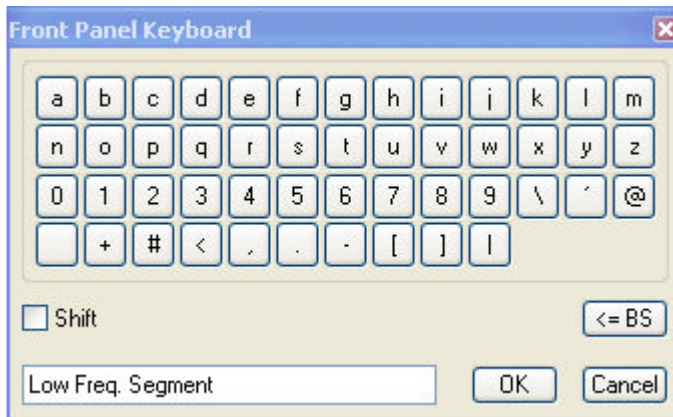 Front Panel Keyboard
a b c d e f g h i j k l m
n o p q r s t u v w x y z
0 1 2 3 4 5 6 7 8 9 \ ´ @
+ # < , . - [ ] |
Shift
<= BS
Low Freq. Segment
OK
Cancel